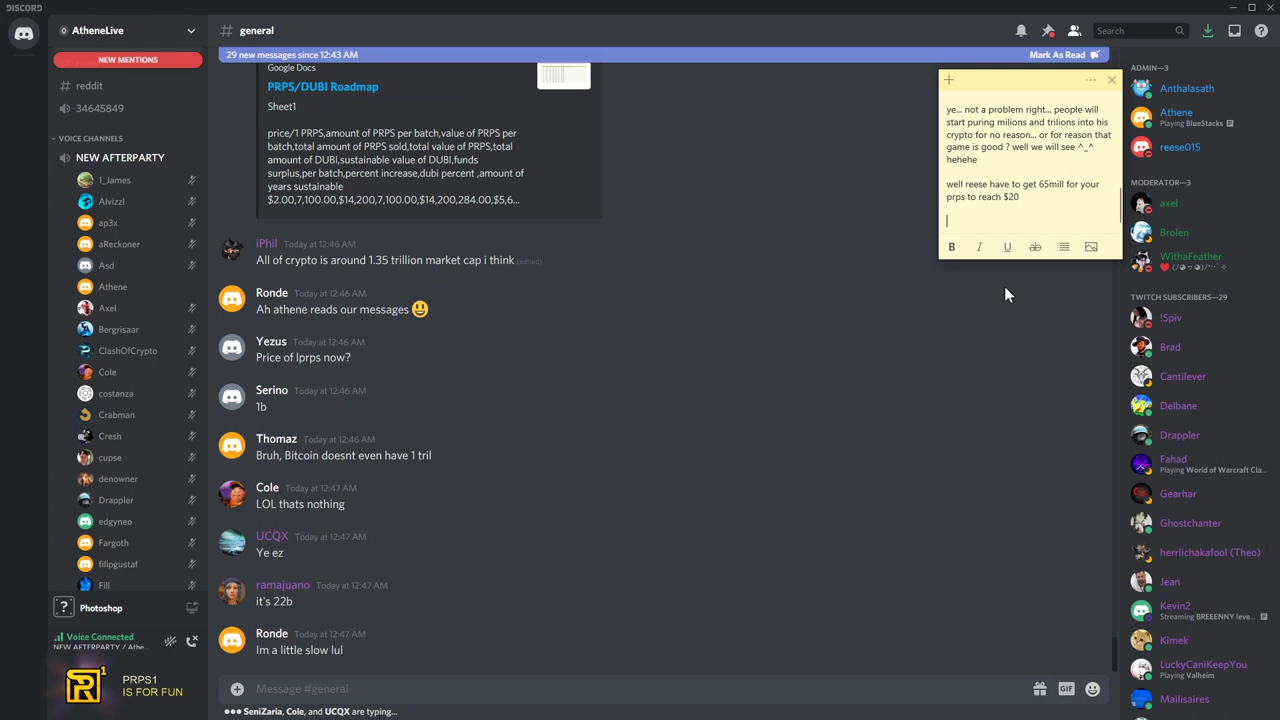 DISCORD
AtheneLive
NEW MENTIONS
reddit
34645849
VOICE CHANNELS
NEW AFTERPARTY
1_James
Alvizzl
ap3x
aReckoner
Asd
Athene
Axel
Bergrisaar
ClashOfCrypto
Cole
costanza
Crabman
Cresh
cupse
denowner
Drappler
edgyneo
Fargoth
filipgustaf
Fill
? Photoshop
Voice Connected
NEW AFTERPARTY / Athe...
R1
PRPS1
IS FOR FUN
# general
Search
29 new messages since 12:43 AM
Mark As Read
Google Docs
PRPS/DUBI Roadmap
Sheet1
price/1 PRPS,amount of PRPS per batch,value of PRPS per
batch,total amount of PRPS sold,total value of PRPS,total
amount of DUBI,sustainable value of DUBI,funds
surplus,per batch,percent increase,dubi percent ,amount of
years sustainable
$2.00,7,100.00,$14,200,7,100.00,$14,200,284.00,$5,6...
iPhil Today at 12:46 AM
All of crypto is around 1.35 trillion market cap i think (edited)
Ronde Today at 12:46 AM
Ah athene reads our messages 😃
Yezus Today at 12:46 AM
Price of lprps now?
Serino Today at 12:46 AM
1b
Thomaz Today at 12:46 AM
Bruh, Bitcoin doesnt even have 1 tril
Cole Today at 12:47 AM
LOL thats nothing
UCQX Today at 12:47 AM
Ye ez
ramajuano Today at 12:47 AM
it's 22b
Ronde Today at 12:47 AM
Im a little slow lul
Message #general
GIF
SeniZaria, Cole, and UCQX are typing...
ye... not a problem right... people will
start puring milions and trilions into his
crypto for no reason... or for reason that
game is good ? well we will see ^_^
hehehe
well reese have to get 65mill for your
prps to reach $20
B I U ab
ADMIN—3
Anthalasath
Athene
Playing BlueStacks
reese015
MODERATOR—3
axel
Brolen
WithaFeather
TWITCH SUBSCRIBERS—29
!Spiv
Brad
Cantilever
Delbane
Drappler
Fahad
Playing World of Warcraft Cla...
Gearhar
Ghostchanter
herrlichakafool (Theo)
Jean
Kevin2
Streaming BREEENNY leve...
Kimek
LuckyCaniKeepYou
Playing Valheim
Mailisaires